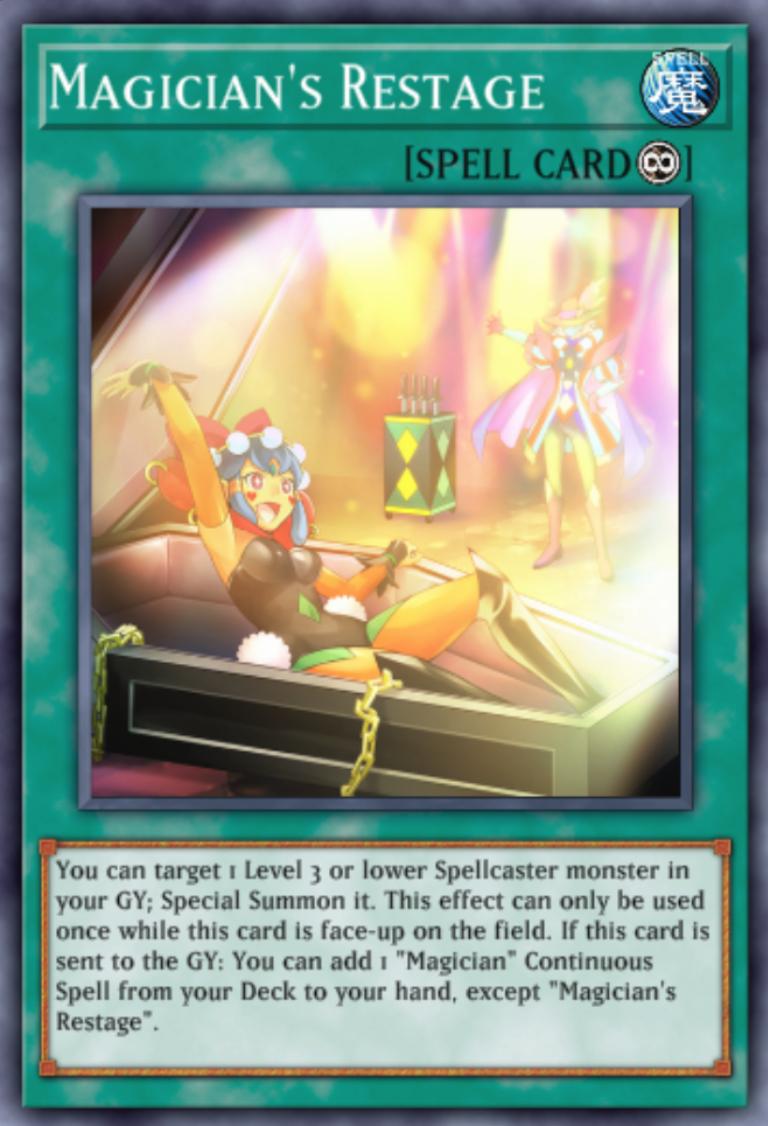 MAGICIAN'S RESTAGE
SPELL
魔
[SPELL CARD]
You can target 1 Level 3 or lower Spellcaster monster in
your GY; Special Summon it. This effect can only be used
once while this card is face-up on the field. If this card is
sent to the GY: You can add 1 "Magician" Continuous
Spell from your Deck to your hand, except "Magician's
Restage".